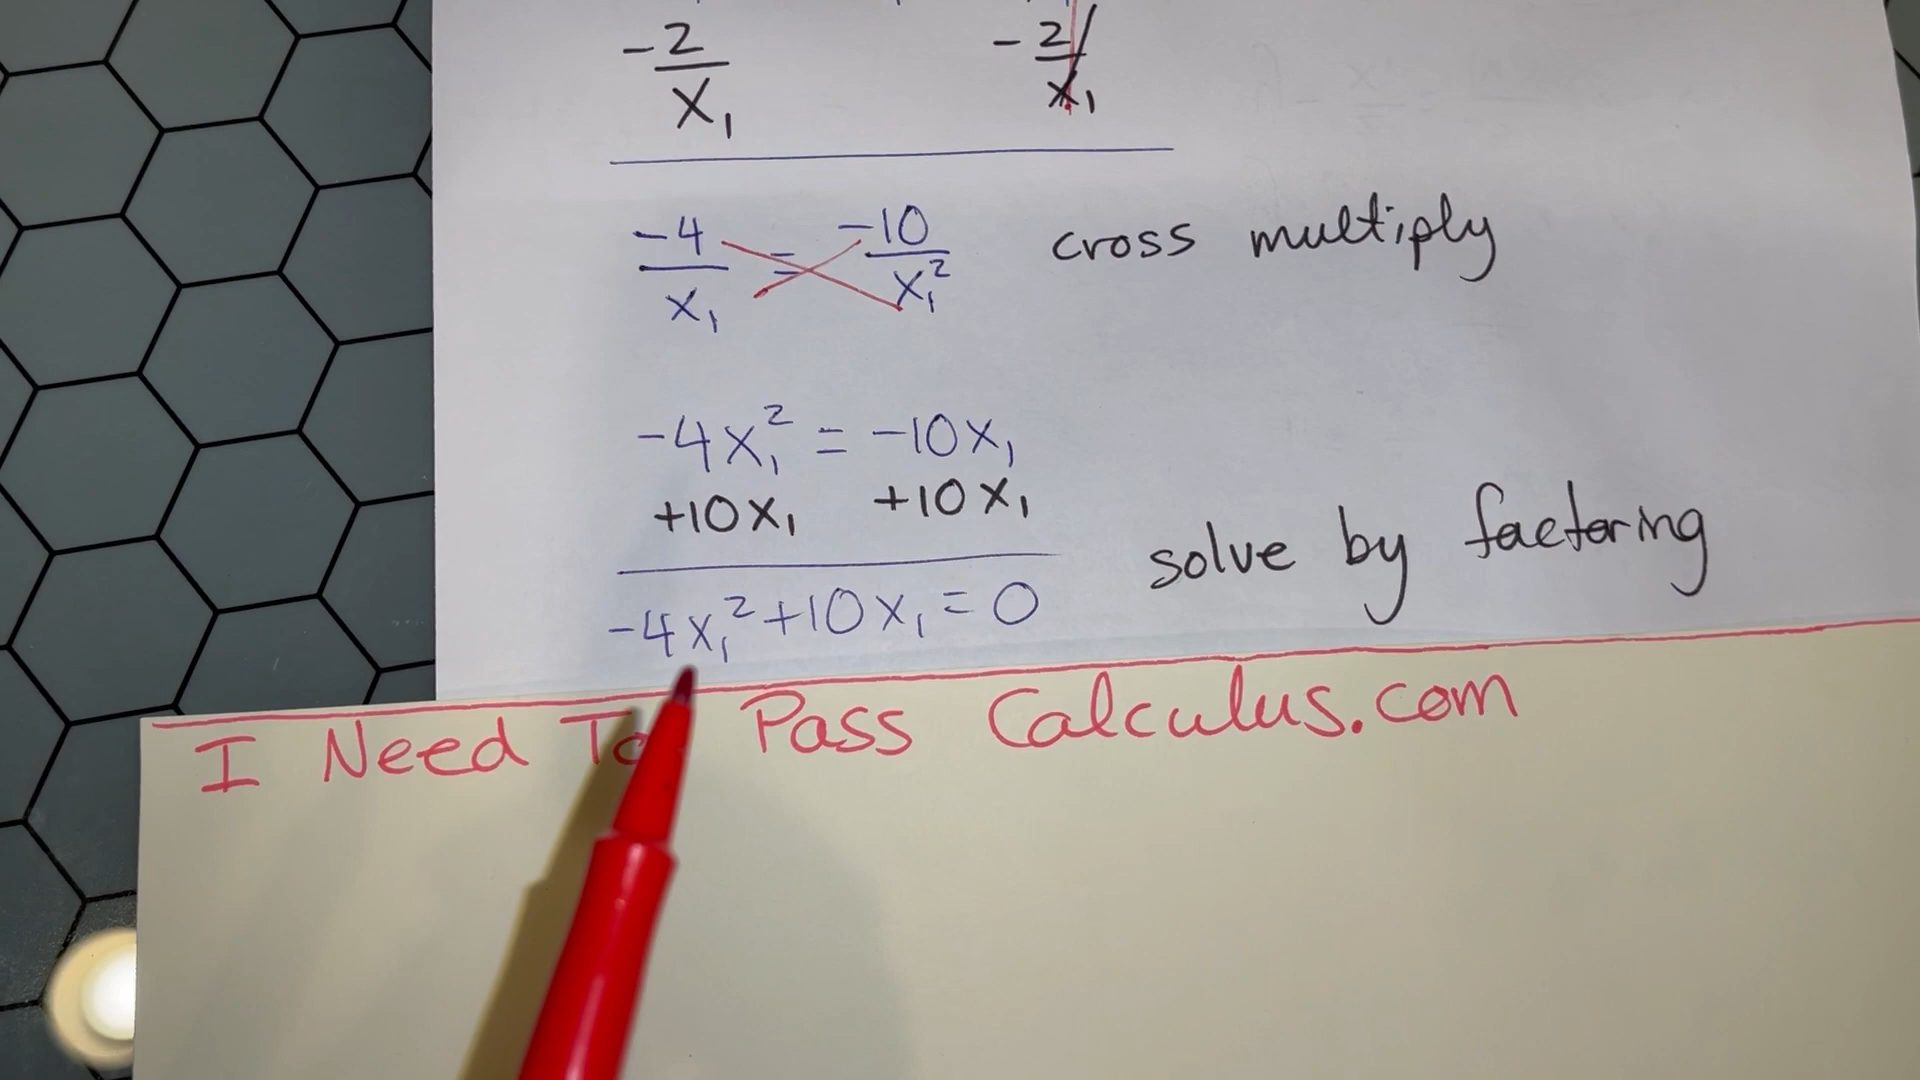 -2/x₁ -2/x₁
-4/x₁ = -10/x₁² cross multiply
-4x₁² = -10x₁
+10x₁ +10x₁
-4x₁² + 10x₁ = 0 solve by factoring
I Need To Pass Calculus.com